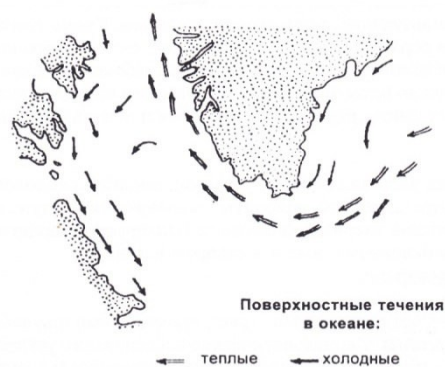 Поверхностные течения
в океане:
теплые холодные